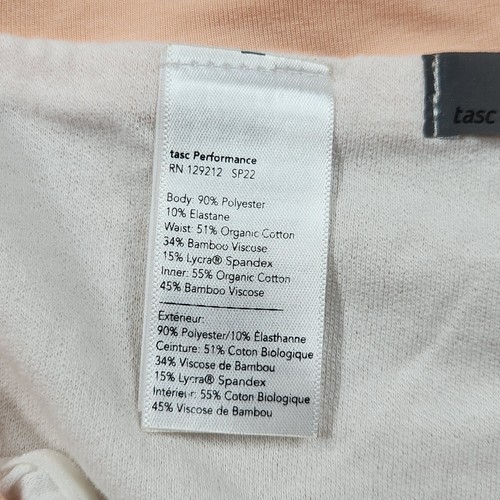 tasc
tasc Performance
RN 129212 SP22
Body: 90% Polyester
10% Elastane
Waist: 51% Organic Cotton
34% Bamboo Viscose
15% Lycra® Spandex
Inner: 55% Organic Cotton
45% Bamboo Viscose
Extérieur:
90% Polyester/10% Élasthanne
Ceinture: 51% Coton Biologique
34% Viscose de Bambou
15% Lycra® Spandex
Intérieur: 55% Coton Biologique
45% Viscose de Bambou